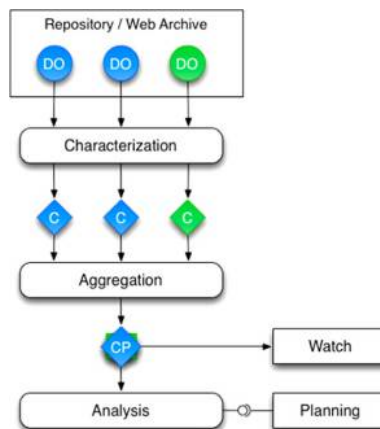 Repository / Web Archive
DO DO DO
Characterization
C C C
Aggregation
CP
Watch
Analysis
Planning